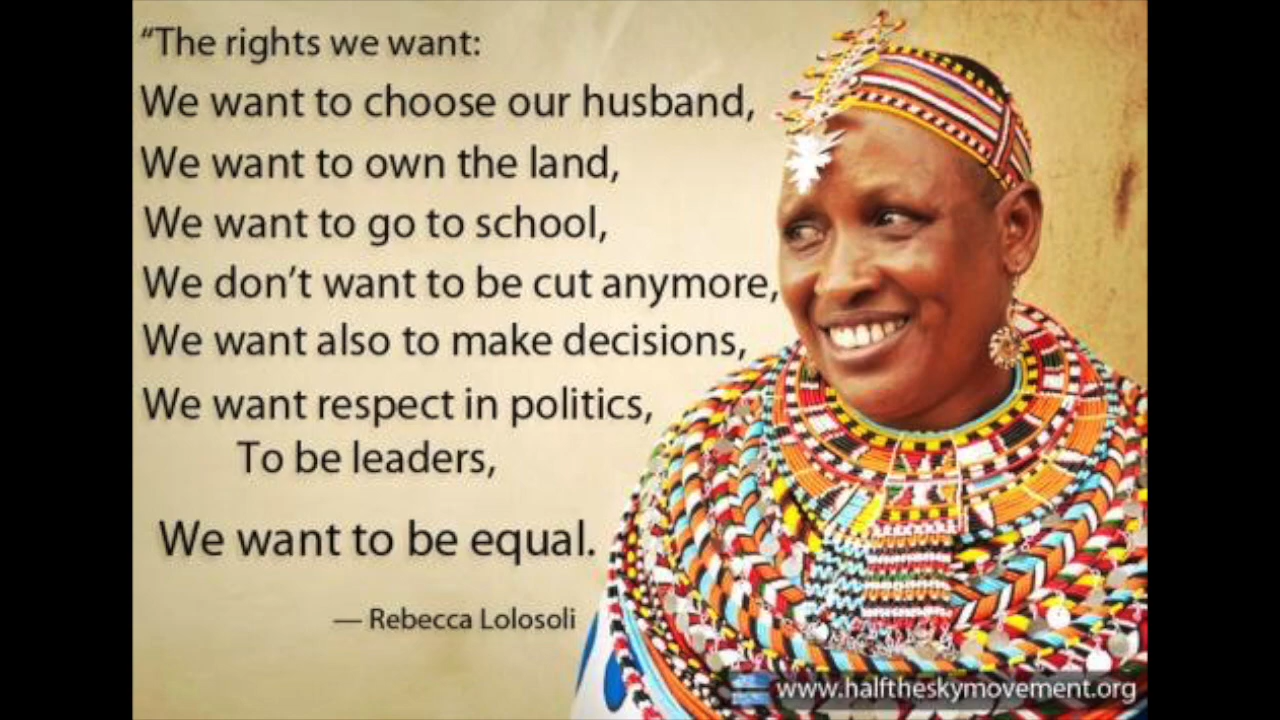 “The rights we want:
We want to choose our husband,
We want to own the land,
We want to go to school,
We don’t want to be cut anymore,
We want also to make decisions,
We want respect in politics,
To be leaders,
We want to be equal.
— Rebecca Lolosoli
www.halftheskymovement.org